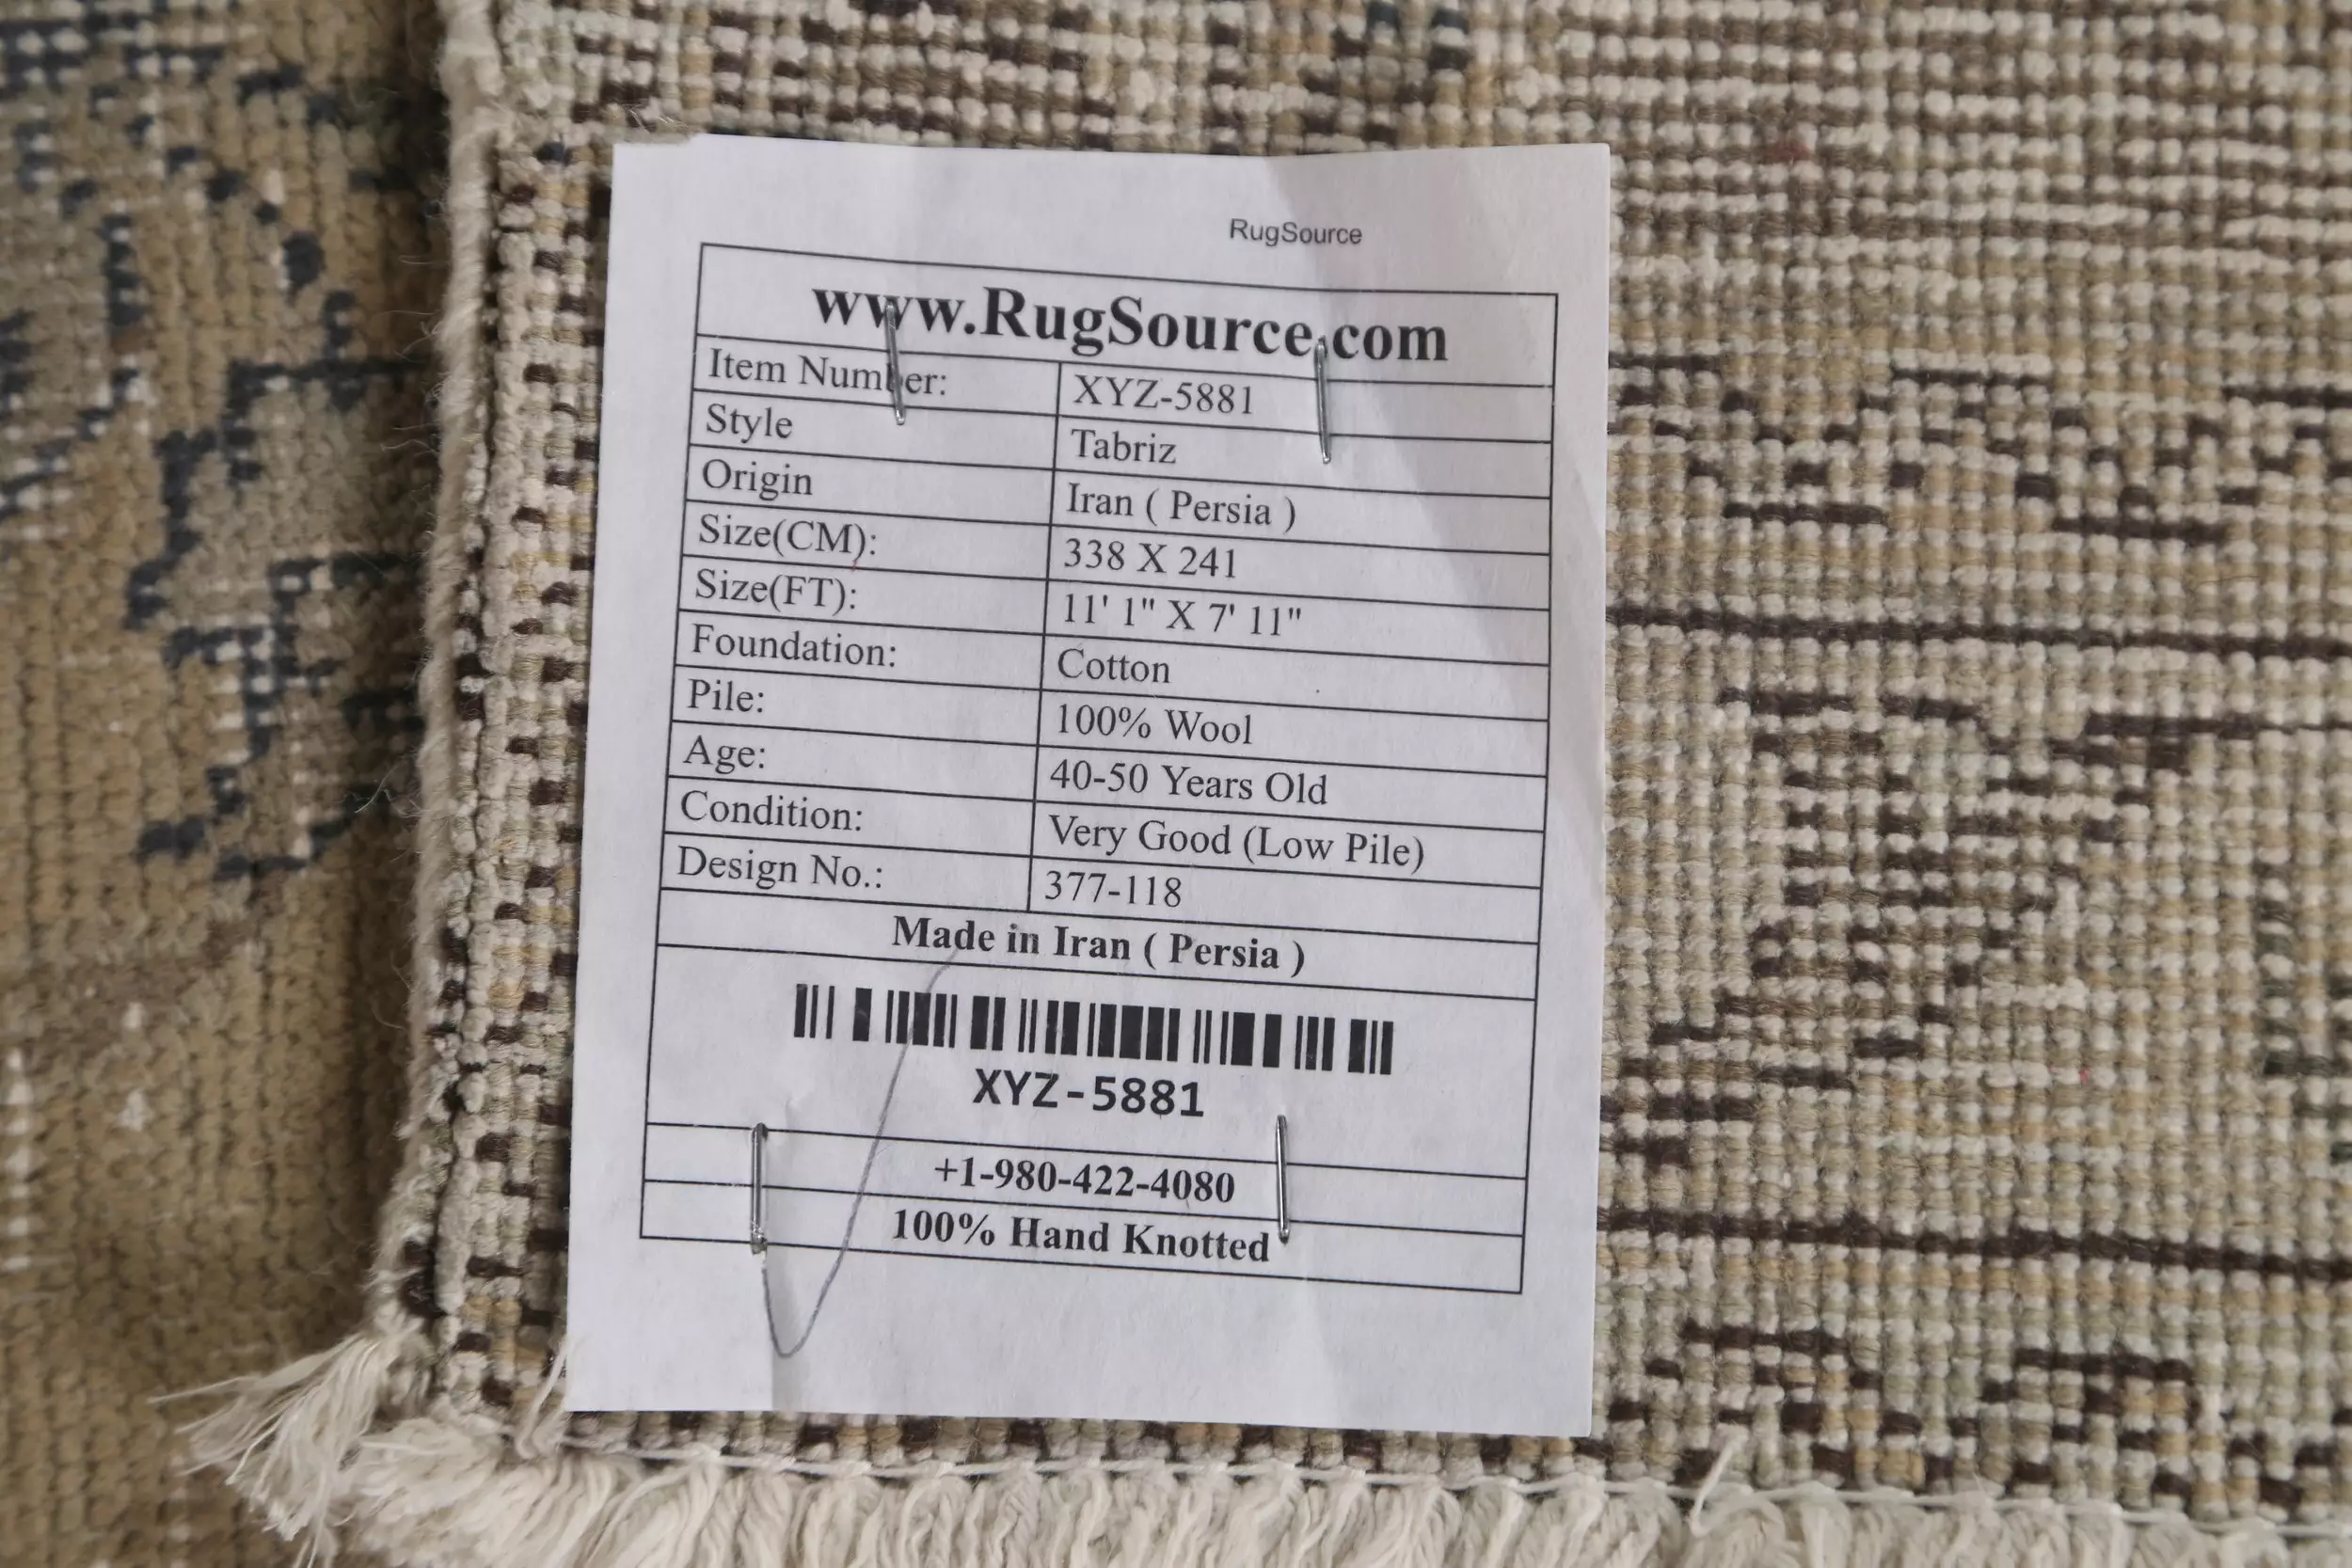 RugSource
www.RugSource.com
Item Number: XYZ-5881
Style Tabriz
Origin Iran ( Persia )
Size(CM): 338 X 241
Size(FT): 11' 1" X 7' 11"
Foundation: Cotton
Pile: 100% Wool
Age: 40-50 Years Old
Condition: Very Good (Low Pile)
Design No.: 377-118
Made in Iran ( Persia )
XYZ-5881
+1-980-422-4080
100% Hand Knotted